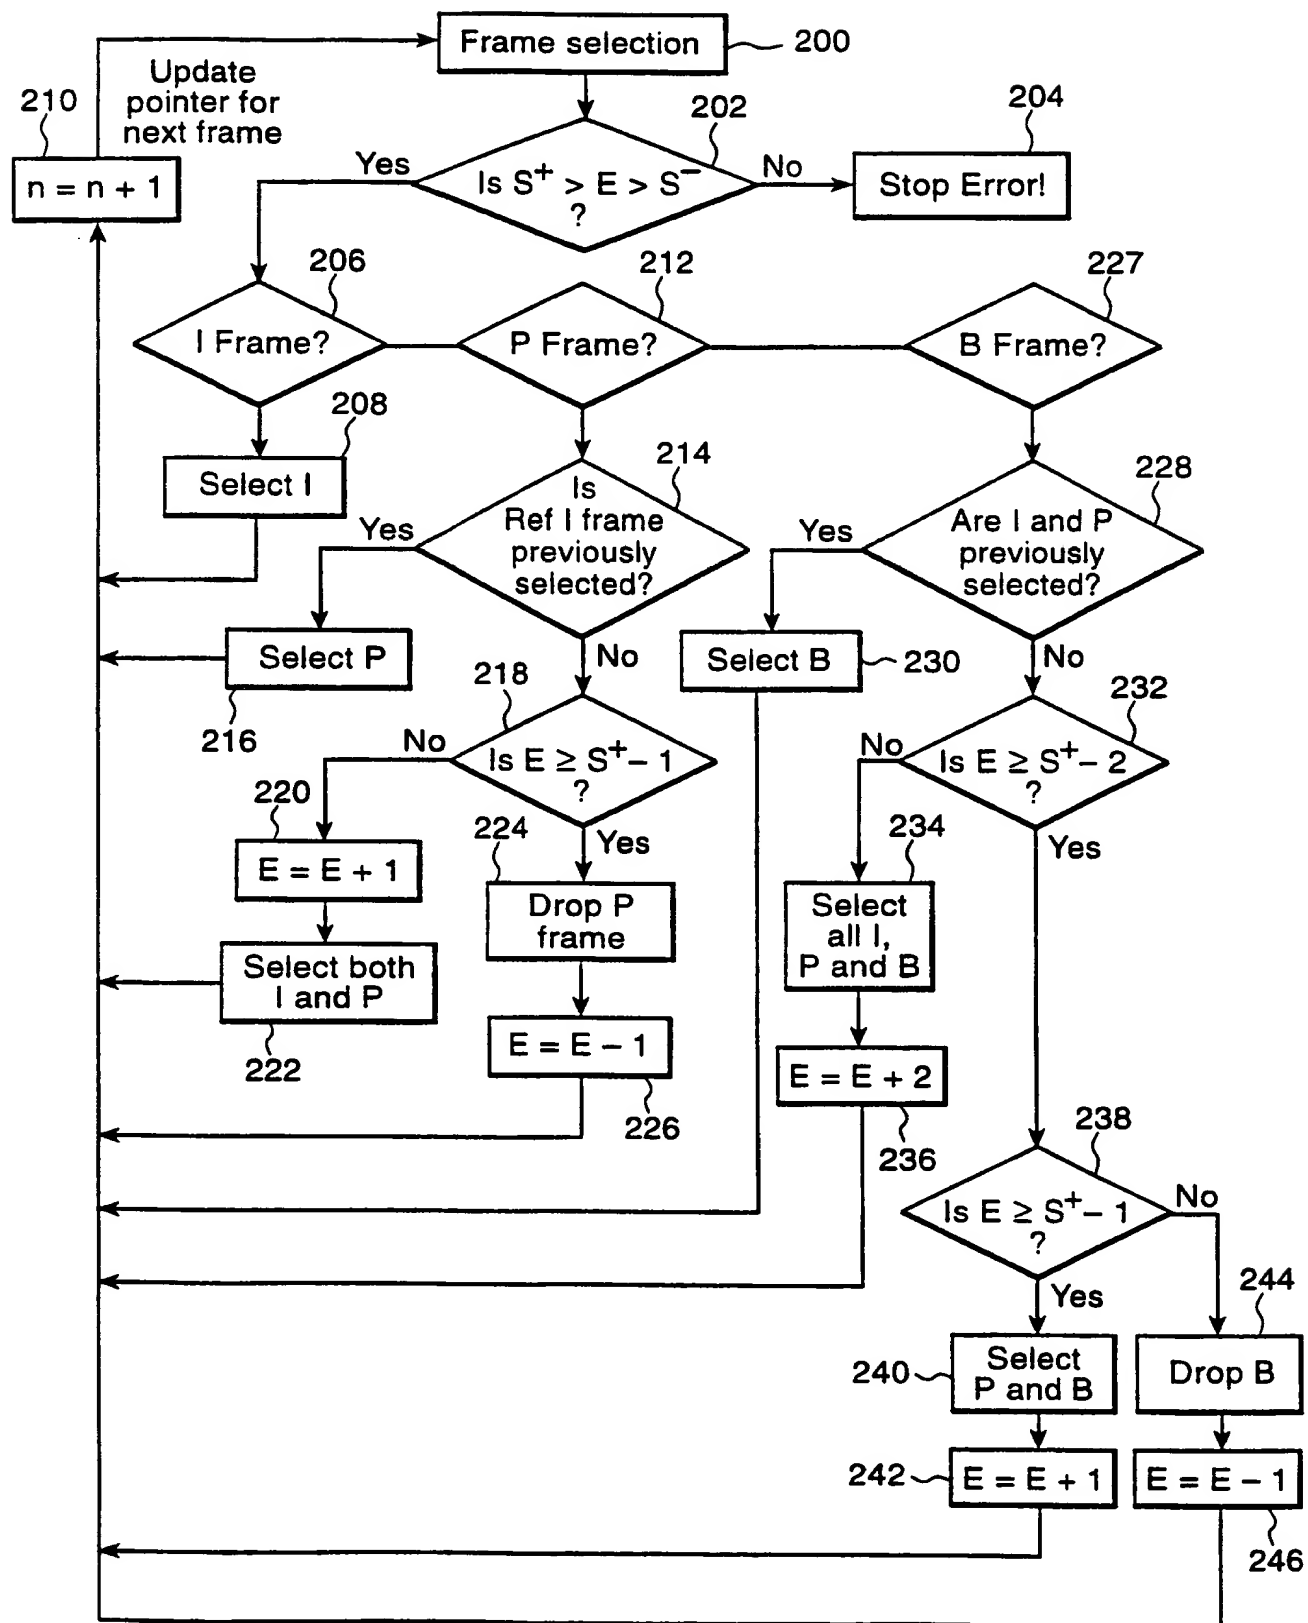 Frame selection
200
Update
pointer for
next frame
210
n = n + 1
202
Is S+ > E > S−
?
Yes
No
204
Stop Error!
206
I Frame?
212
P Frame?
227
B Frame?
208
Select I
214
Is
Ref I frame
previously
selected?
Yes
No
228
Are I and P
previously
selected?
Yes
No
Select P
216
Select B
230
218
Is E ≥ S+ − 1
?
No
Yes
232
Is E ≥ S+ − 2
?
No
Yes
220
E = E + 1
Select both
I and P
222
224
Drop P
frame
E = E − 1
226
234
Select
all I,
P and B
E = E + 2
236
238
Is E ≥ S+ − 1
?
No
Yes
240
Select
P and B
242
E = E + 1
244
Drop B
E = E − 1
246